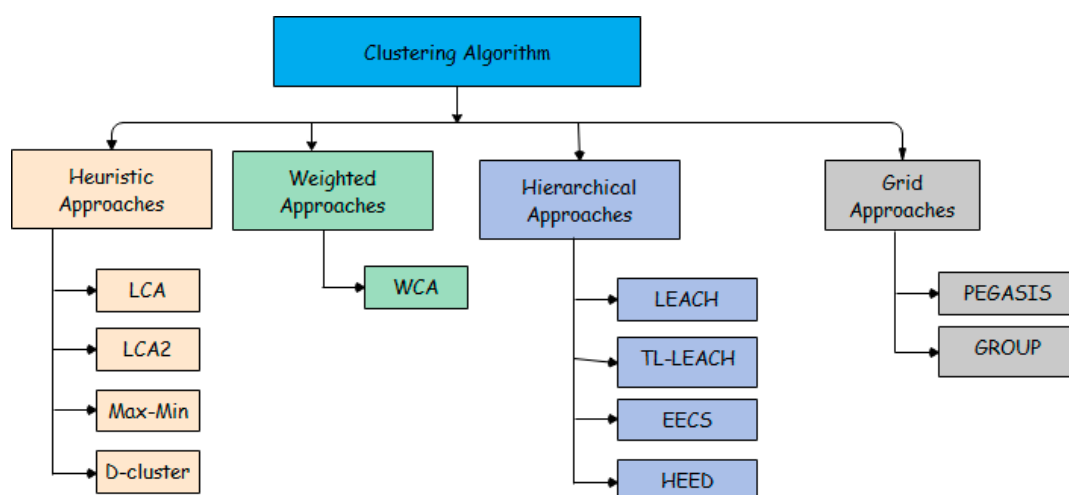 Clustering Algorithm
Heuristic
Approaches
Weighted
Approaches
Hierarchical
Approaches
Grid
Approaches
LCA
LCA2
Max-Min
D-cluster
WCA
LEACH
TL-LEACH
EECS
HEED
PEGASIS
GROUP